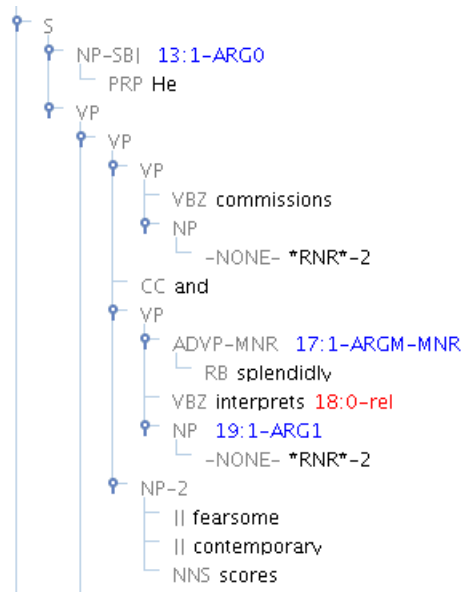 S
NP-SBJ 13:1-ARG0
PRP He
VP
VP
VP
VBZ commissions
NP
-NONE- *RNR*-2
CC and
VP
ADVP-MNR 17:1-ARGM-MNR
RB splendidly
VBZ interprets 18:0-rel
NP 19:1-ARG1
-NONE- *RNR*-2
NP-2
JJ fearsome
JJ contemporary
NNS scores